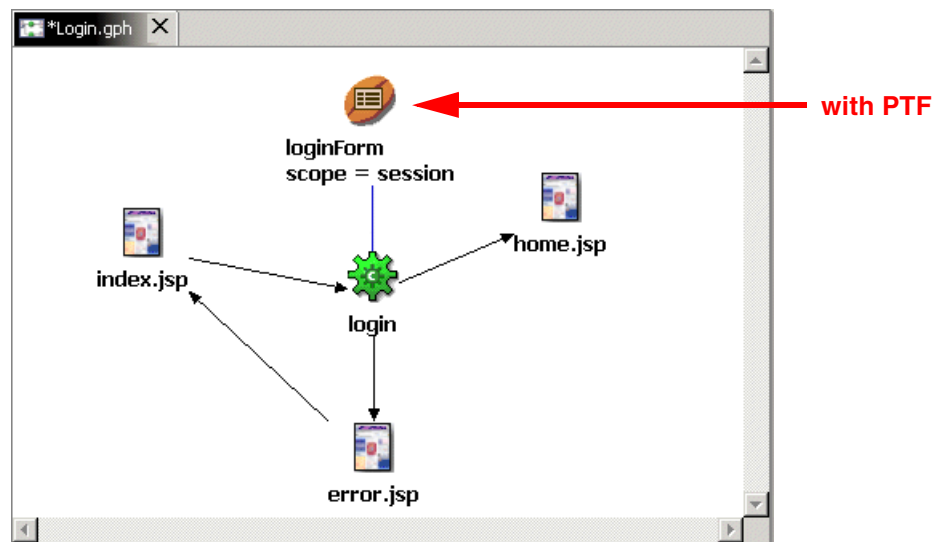 *Login.gph
with PTF
loginForm
scope = session
home.jsp
index.jsp
login
error.jsp